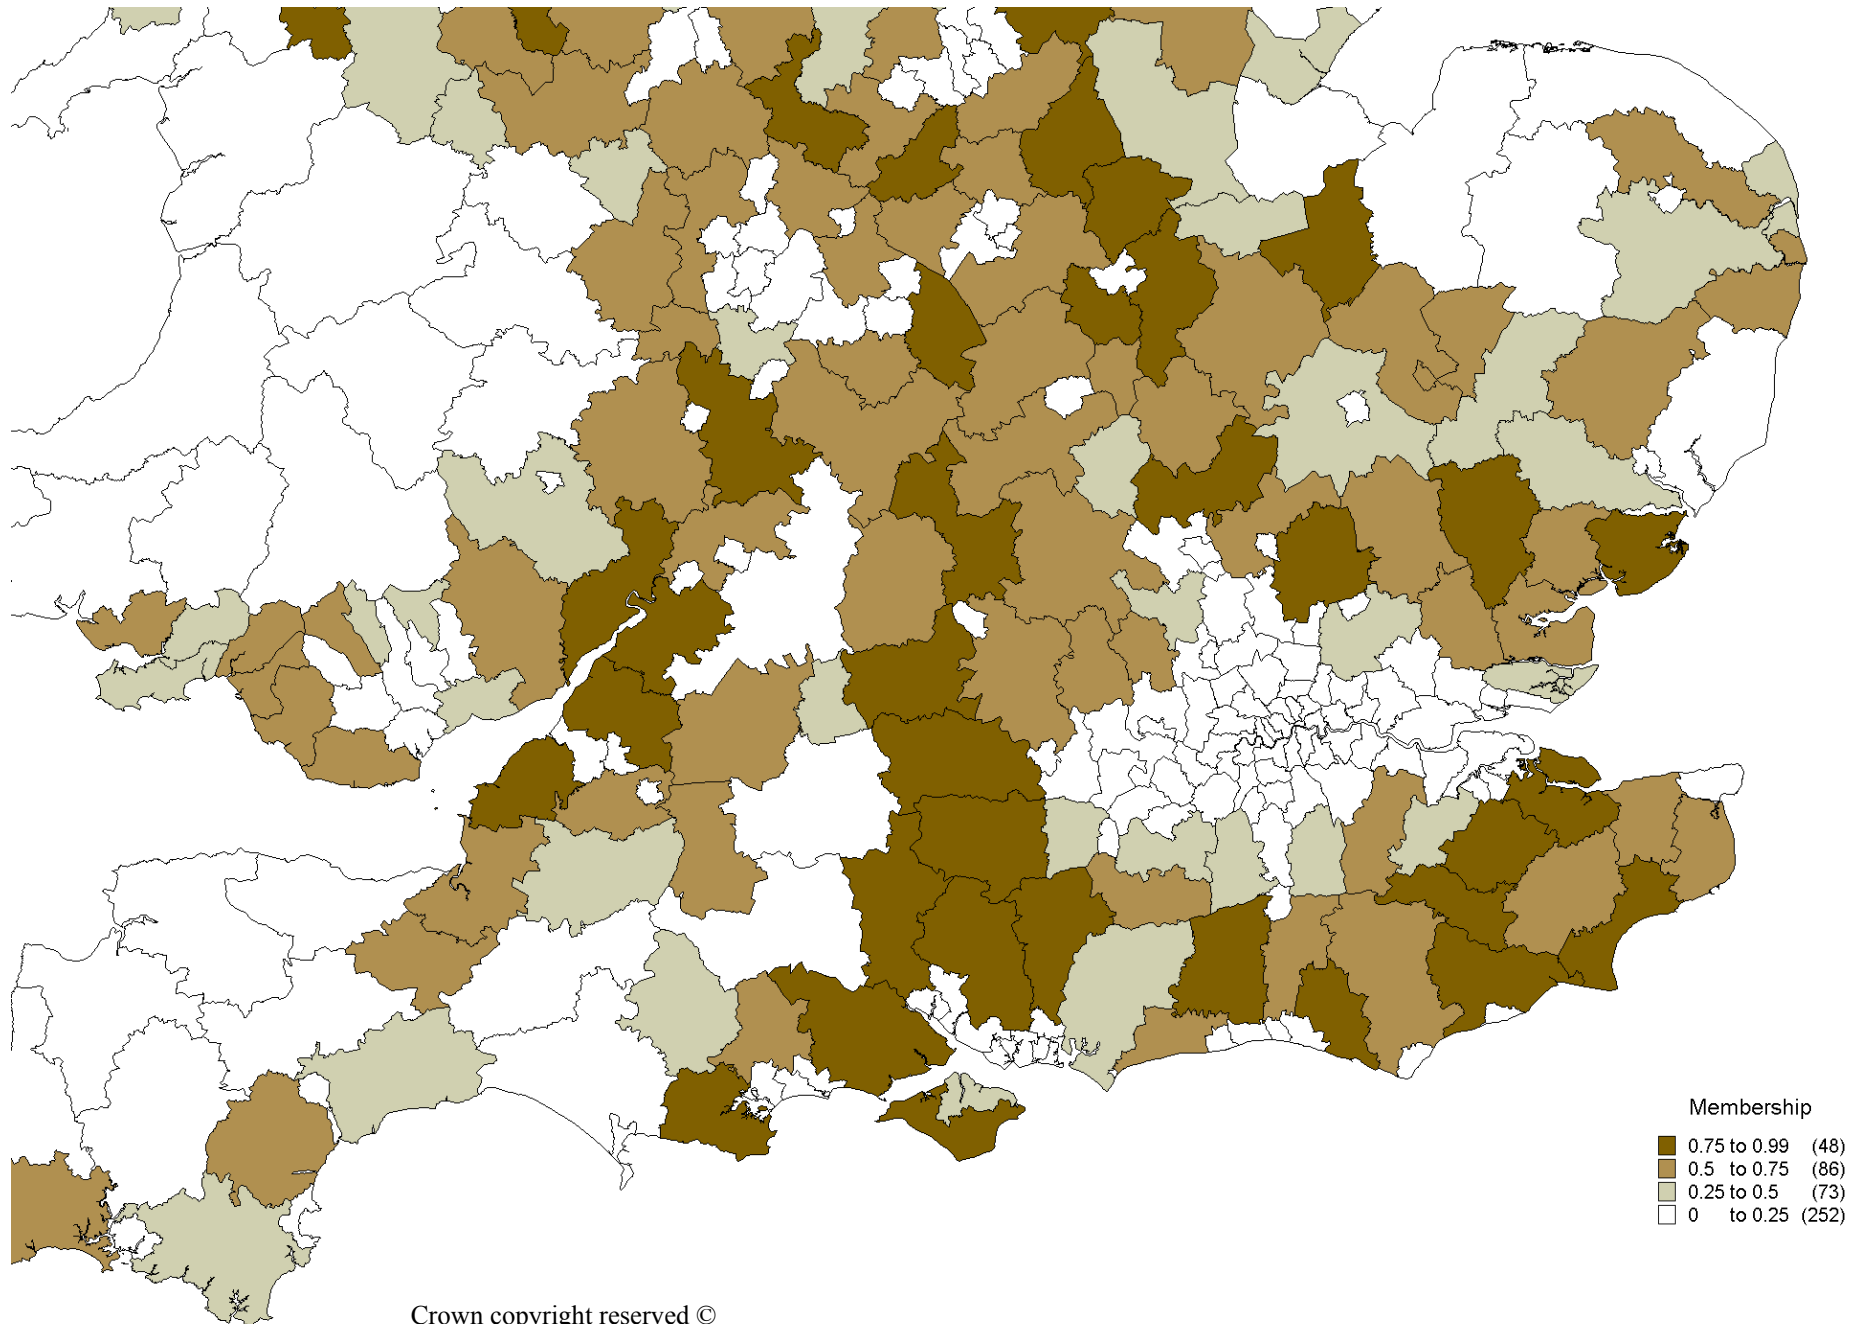 Membership
0.75 to 0.99 (48)
0.5 to 0.75 (86)
0.25 to 0.5 (73)
0 to 0.25 (252)
Crown copyright reserved ©